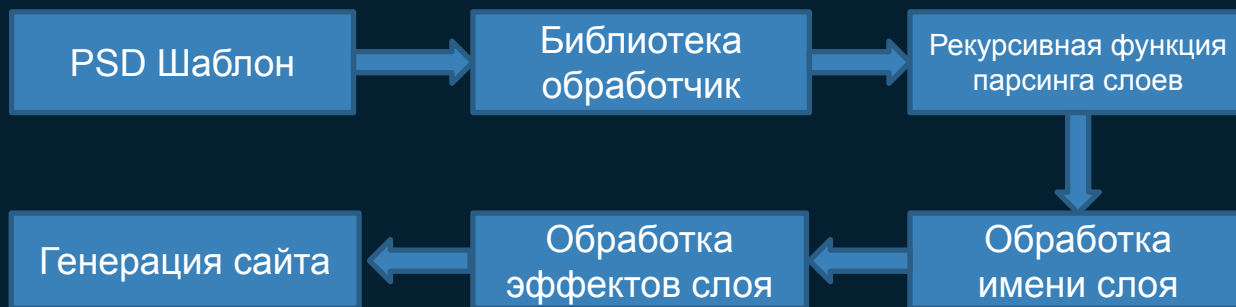 PSD Шаблон
Библиотека
обработчик
Рекурсивная функция
парсинга слоев
Генерация сайта
Обработка
эффектов слоя
Обработка
имени слоя